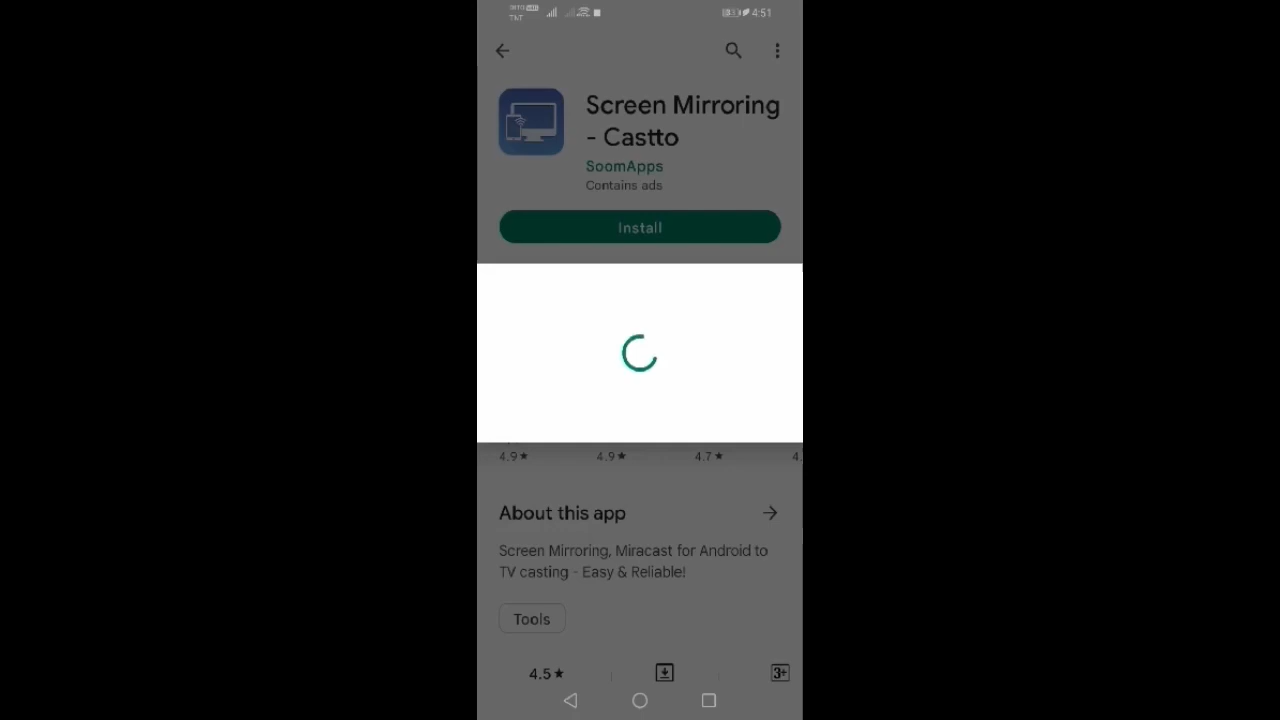 TNT
4:51
Screen Mirroring
- Castto
SoomApps
Contains ads
Install
4.9★ 4.9★ 4.7★ 4.
About this app
Screen Mirroring, Miracast for Android to
TV casting - Easy & Reliable!
Tools
4.5★ 3+